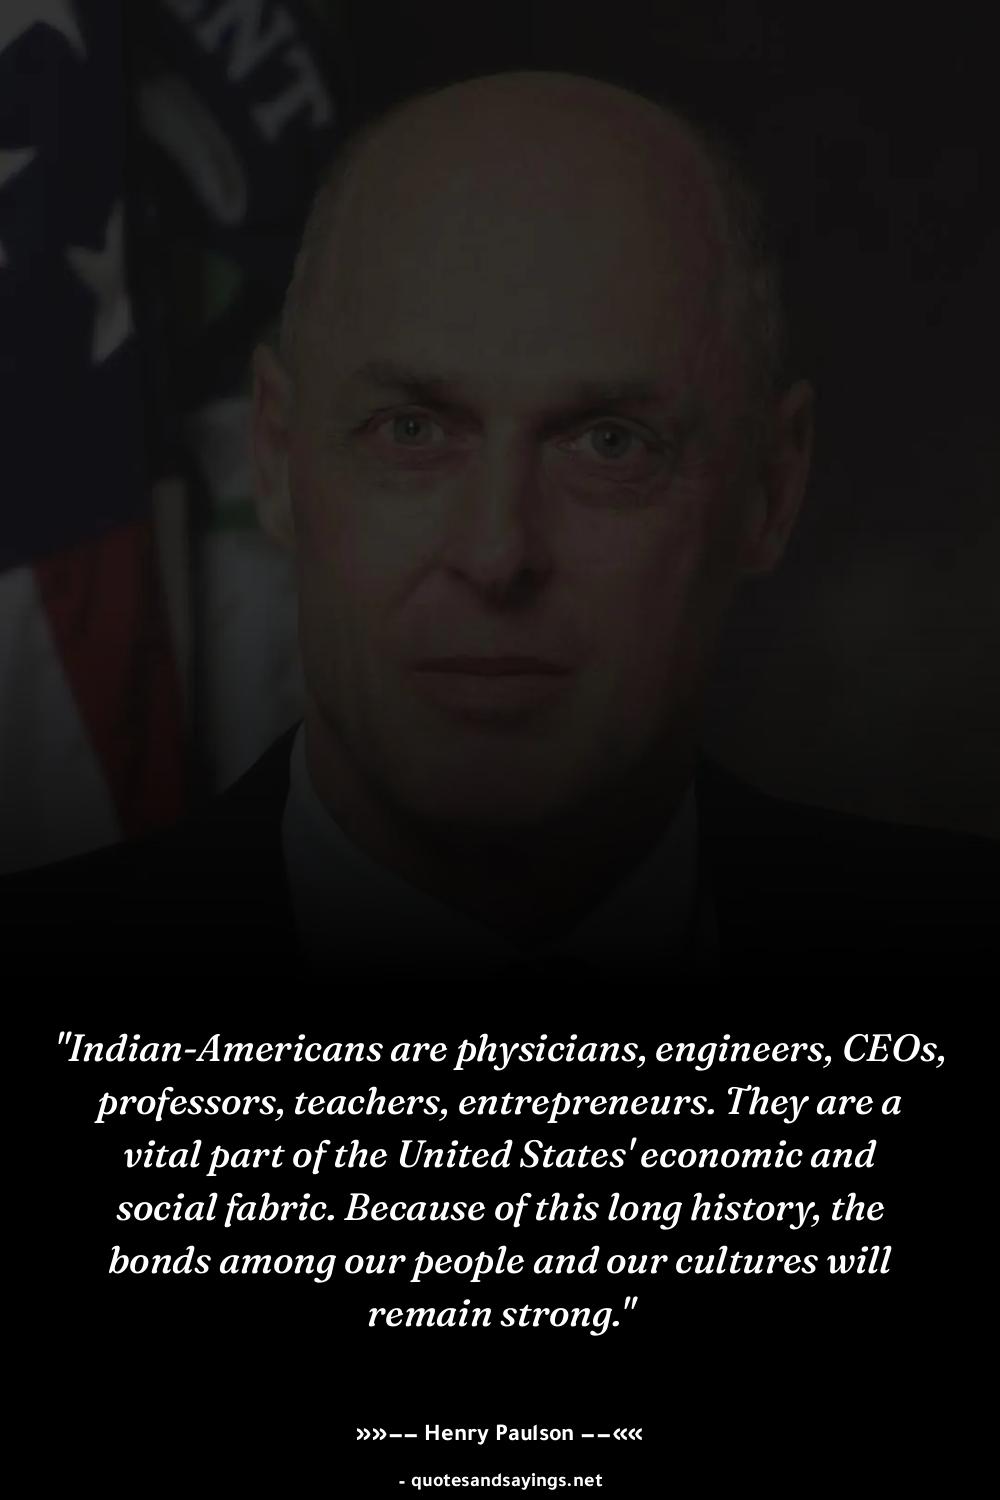 ENT
"Indian-Americans are physicians, engineers, CEOs,
professors, teachers, entrepreneurs. They are a
vital part of the United States' economic and
social fabric. Because of this long history, the
bonds among our people and our cultures will
remain strong."
»»−− Henry Paulson −−««
- quotesandsayings.net